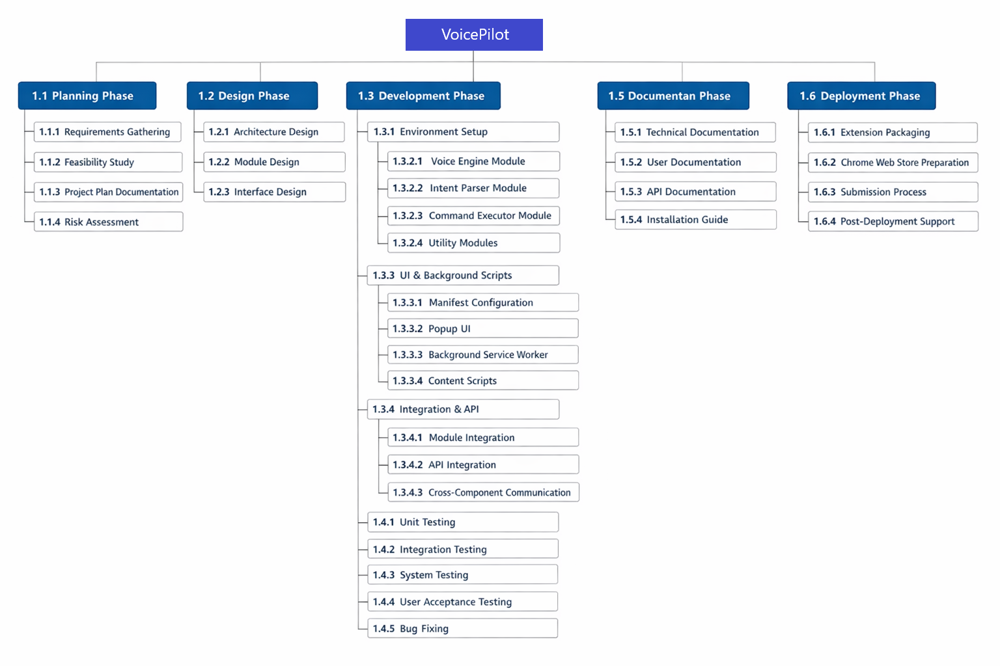 VoicePilot
1.1 Planning Phase
1.1.1 Requirements Gathering
1.1.2 Feasibility Study
1.1.3 Project Plan Documentation
1.1.4 Risk Assessment
1.2 Design Phase
1.2.1 Architecture Design
1.2.2 Module Design
1.2.3 Interface Design
1.3 Development Phase
1.3.1 Environment Setup
1.3.2.1 Voice Engine Module
1.3.2.2 Intent Parser Module
1.3.2.3 Command Executor Module
1.3.2.4 Utility Modules
1.3.3 UI & Background Scripts
1.3.3.1 Manifest Configuration
1.3.3.2 Popup UI
1.3.3.3 Background Service Worker
1.3.3.4 Content Scripts
1.3.4 Integration & API
1.3.4.1 Module Integration
1.3.4.2 API Integration
1.3.4.3 Cross-Component Communication
1.4.1 Unit Testing
1.4.2 Integration Testing
1.4.3 System Testing
1.4.4 User Acceptance Testing
1.4.5 Bug Fixing
1.5 Documentan Phase
1.5.1 Technical Documentation
1.5.2 User Documentation
1.5.3 API Documentation
1.5.4 Installation Guide
1.6 Deployment Phase
1.6.1 Extension Packaging
1.6.2 Chrome Web Store Preparation
1.6.3 Submission Process
1.6.4 Post-Deployment Support